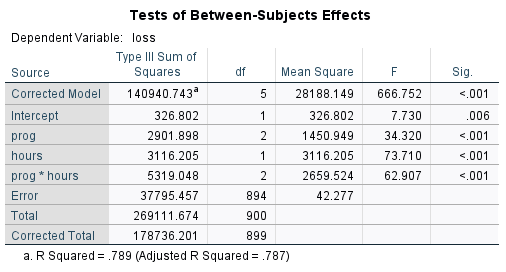 Tests of Between-Subjects Effects
Dependent Variable: loss
Source Type III Sum of Squares df Mean Square F Sig.
Corrected Model 140940.743a 5 28188.149 666.752 <.001
Intercept 326.802 1 326.802 7.730 .006
prog 2901.898 2 1450.949 34.320 <.001
hours 3116.205 1 3116.205 73.710 <.001
prog * hours 5319.048 2 2659.524 62.907 <.001
Error 37795.457 894 42.277
Total 269111.674 900
Corrected Total 178736.201 899
a. R Squared = .789 (Adjusted R Squared = .787)